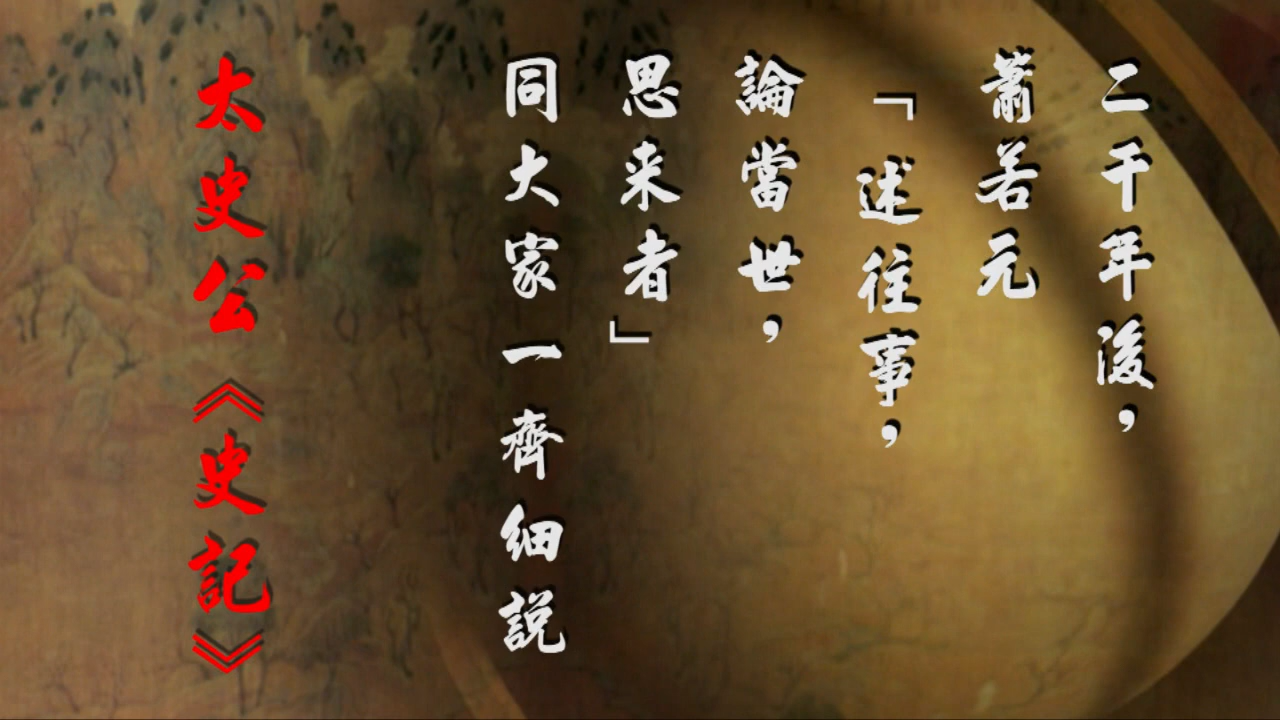 二千年後，
蕭若元
「述往事，
論當世，
思来者」
同大家一齊細説
太史公《史記》